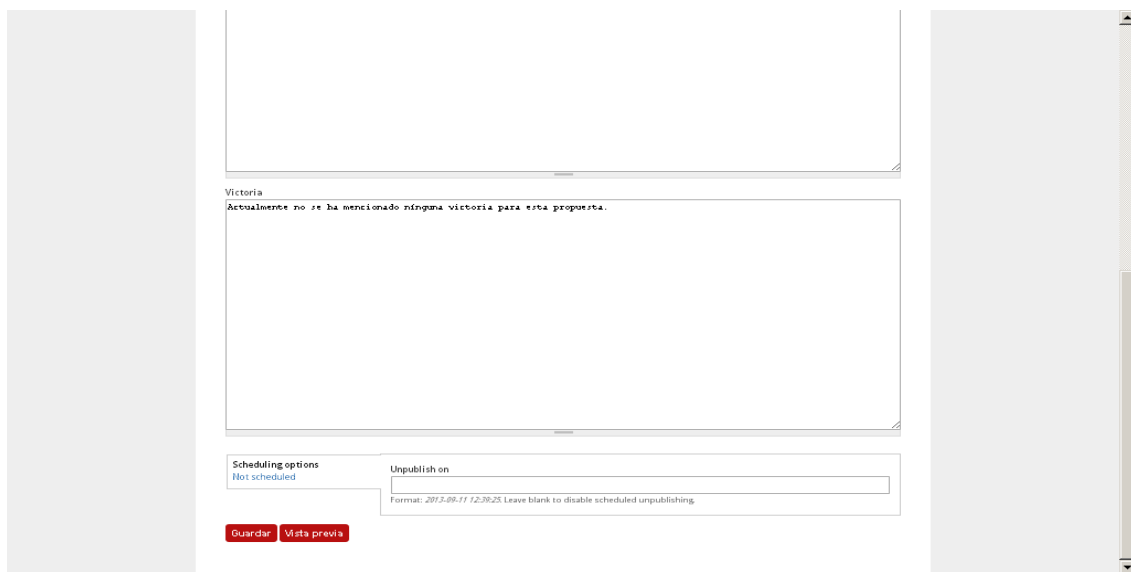 Victoria
Actualmente no se ha mencionado ninguna victoria para esta propuesta.
Scheduling options
Not scheduled
Unpublish on
Format: 2013-09-11 12:39:25. Leave blank to disable scheduled unpublishing.
Guardar
Vista previa